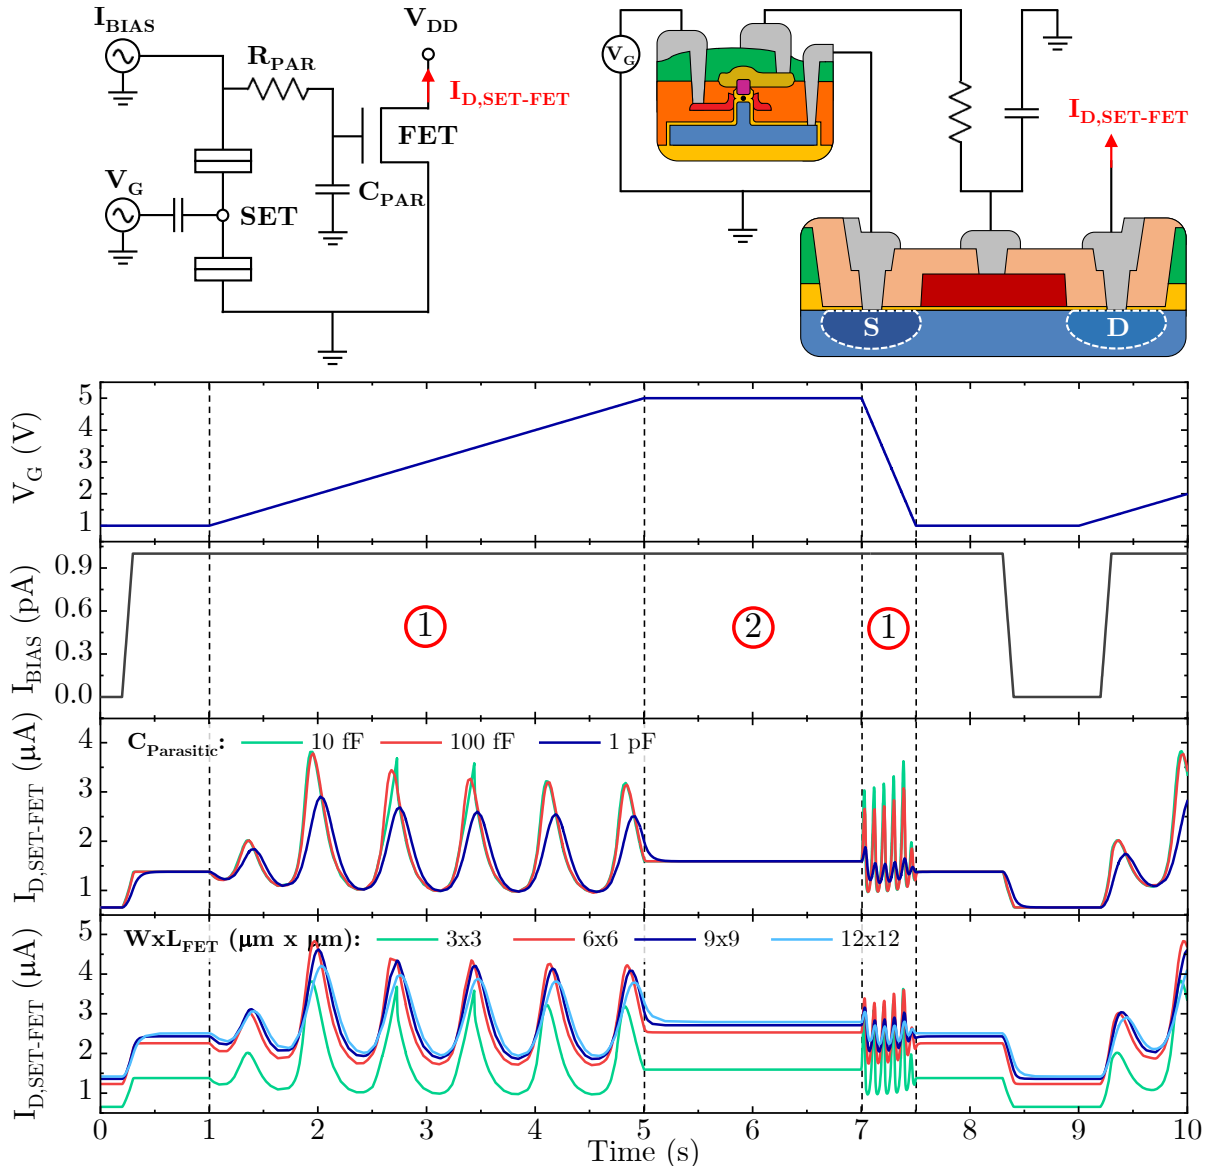 I_BIAS
V_DD
R_PAR
I_D,SET-FET
FET
V_G
C_PAR
SET
V_G
I_D,SET-FET
S
D
V_G (V)
5
4
3
2
1
I_BIAS (pA)
0.9
0.6
0.3
0.0
1
2
1
I_D,SET-FET (μA)
4
3
2
1
C_Parasitic: 10 fF 100 fF 1 pF
I_D,SET-FET (μA)
5
4
3
2
1
WxL_FET (μm x μm): 3x3 6x6 9x9 12x12
0 1 2 3 4 5 6 7 8 9 10
Time (s)